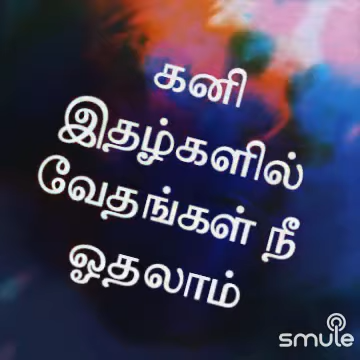 கனி
இதழ்களில்
வேதங்கள் நீ
ஓதலாம்
smule